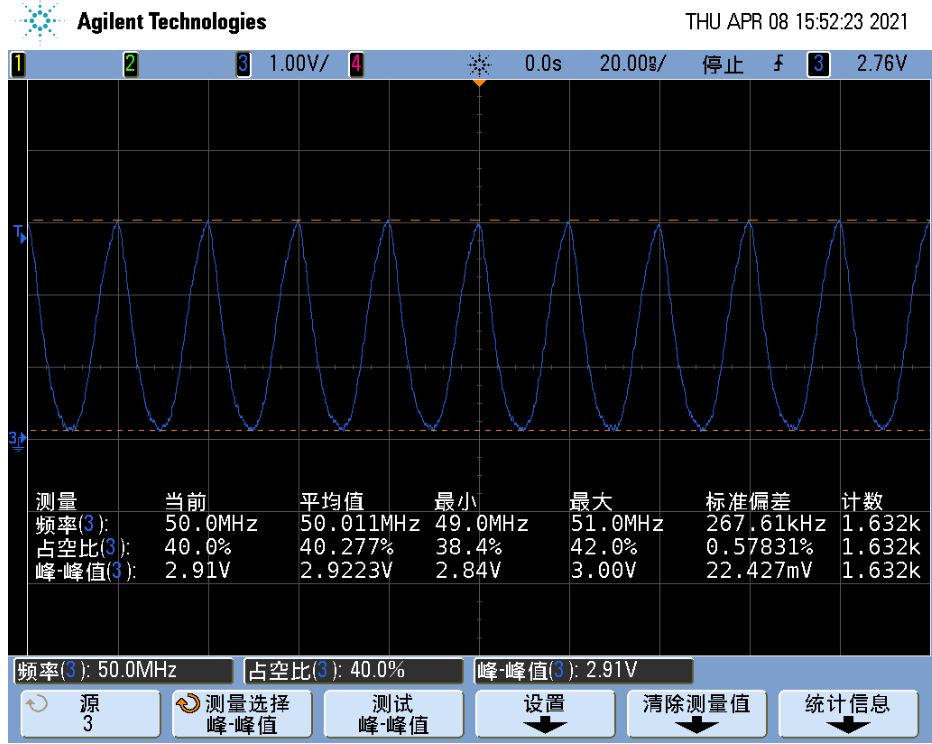 Agilent Technologies THU APR 08 15:52:23 2021
1 2 3 1.00V/ 4 0.0s 20.00ns/ 停止 3 2.76V
T
3
测量 当前 平均值 最小 最大 标准偏差 计数
频率(3): 50.0MHz 50.011MHz 49.0MHz 51.0MHz 267.61kHz 1.632k
占空比(3): 40.0% 40.277% 38.4% 42.0% 0.57831% 1.632k
峰-峰值(3): 2.91V 2.9223V 2.84V 3.00V 22.427mV 1.632k
频率(3): 50.0MHz 占空比(3): 40.0% 峰-峰值(3): 2.91V
源 测量选择 测试 设置 清除测量值 统计信息
3 峰-峰值 峰-峰值